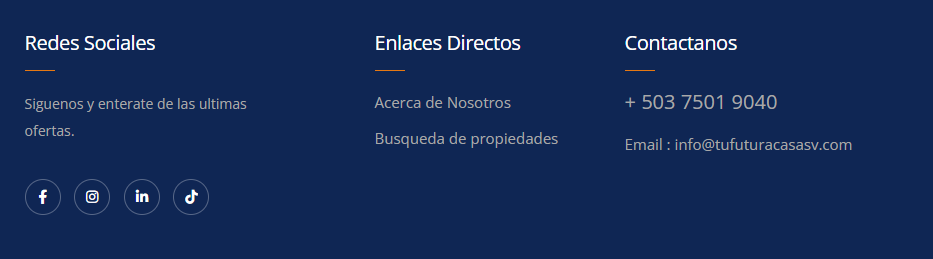 Redes Sociales
Siguenos y enterate de las ultimas
ofertas.
Enlaces Directos
Acerca de Nosotros
Busqueda de propiedades
Contactanos
+ 503 7501 9040
Email : info@tufuturacasasv.com